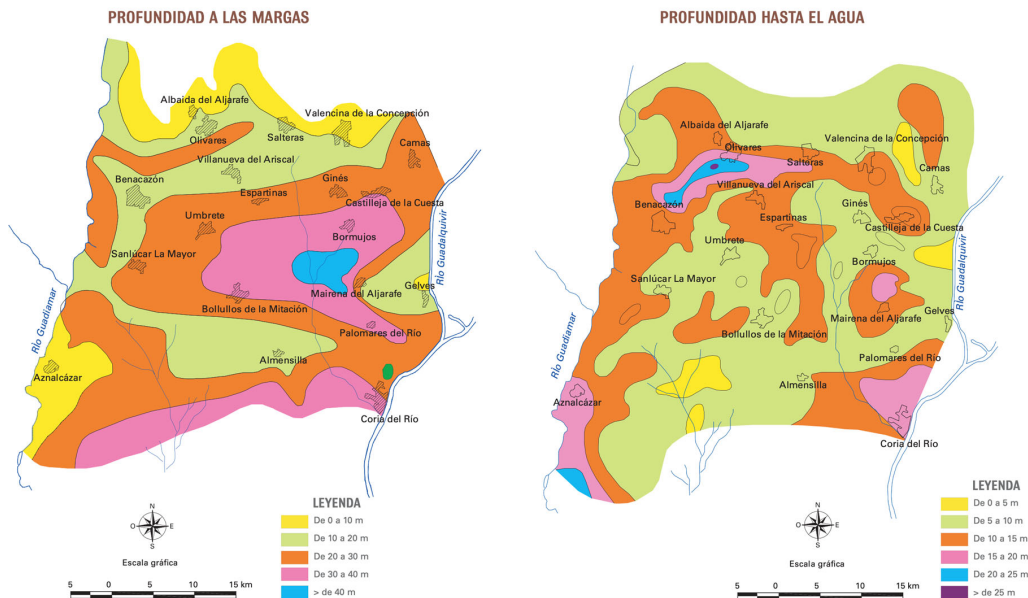 PROFUNDIDAD A LAS MARGAS
Albaida del Aljarafe
Valencina de la Concepción
Olivares
Salteras
Camas
Villanueva del Ariscal
Benacazón
Espartinas
Ginés
Castilleja de la Cuesta
Umbrete
Bormujos
Río Guadalquivir
Sanlúcar La Mayor
Gelves
Mairena del Aljarafe
Bollullos de la Mitación
Río Guadiamar
Palomares del Río
Almensilla
Aznalcázar
Coria del Río
N
O
E
S
Escala gráfica
5 0 5 10 15 km
LEYENDA
De 0 a 10 m
De 10 a 20 m
De 20 a 30 m
De 30 a 40 m
> de 40 m
PROFUNDIDAD HASTA EL AGUA
Albaida del Aljarafe
Valencina de la Concepción
Olivares
Salteras
Camas
Villanueva del Ariscal
Benacazón
Ginés
Espartinas
Castilleja de la Cuesta
Umbrete
Bormujos
RÍo Guadalquivir
Sanlúcar La Mayor
Mairena del Aljarafe
Gelves
Bollullos de la Mitación
Río Guadiamar
Palomares del Río
Almensilla
Aznalcázar
Coria del Río
N
O
E
S
Escala gráfica
5 0 5 10 15 km
LEYENDA
De 0 a 5 m
De 5 a 10 m
De 10 a 15 m
De 15 a 20 m
De 20 a 25 m
> de 25 m